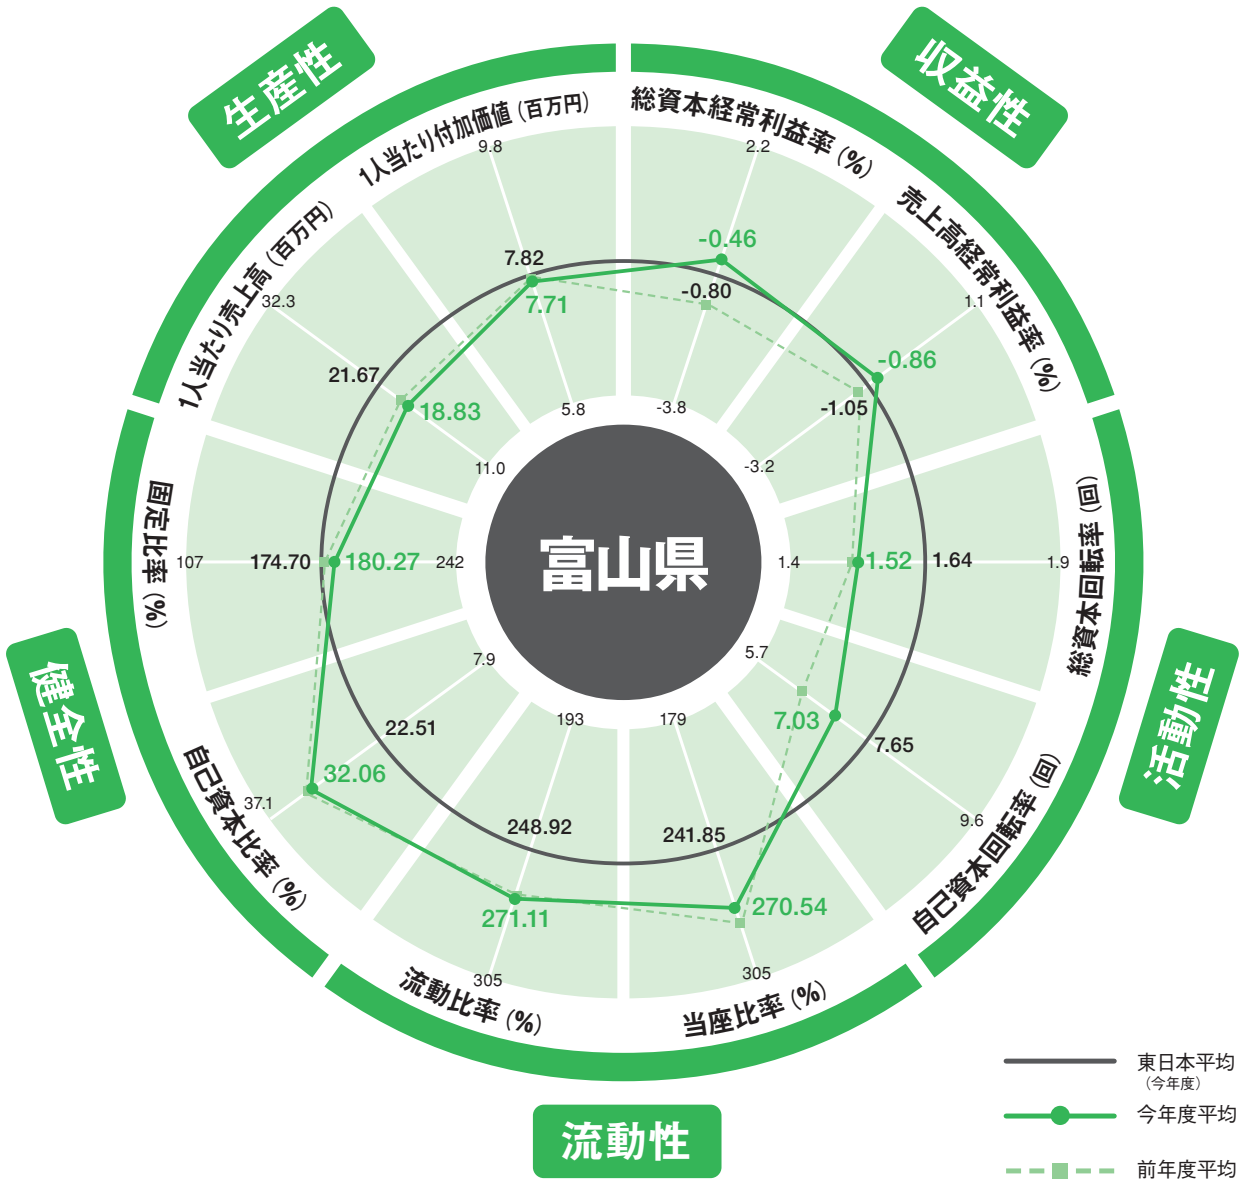 生産性
収益性
1人当たり付加価値（百万円）
総資本経常利益率（%）
9.8
2.2
1人当たり売上高（百万円）
売上高経常利益率（%）
32.3
1.1
7.82
-0.46
-0.80
7.71
21.67
-0.86
18.83
-1.05
5.8
-3.8
11.0
-3.2
固定比率（%）
総資本回転率（回）
107
174.70
180.27
242
富山県
1.4
1.52
1.64
1.9
7.9
5.7
健全性
活動性
193
179
22.51
7.03
7.65
32.06
37.1
9.6
自己資本比率（%）
自己資本回転率（回）
248.92
241.85
271.11
270.54
305
305
流動比率（%）
当座比率（%）
流動性
東日本平均
（今年度）
今年度平均
前年度平均